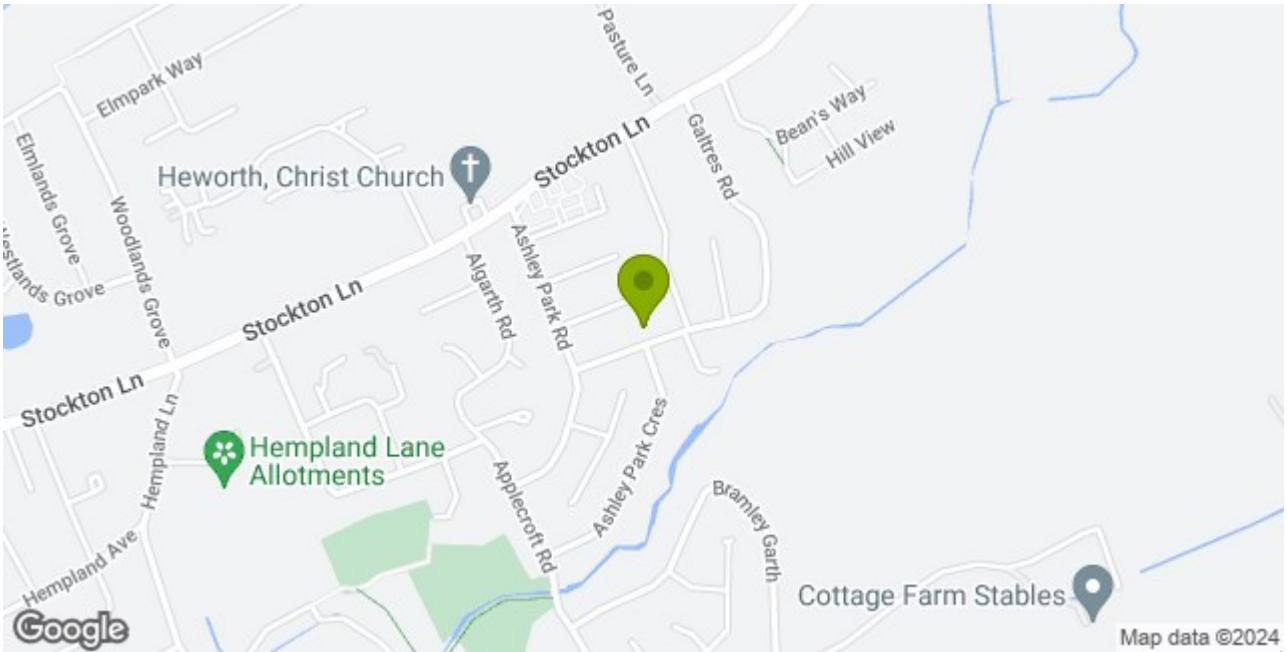 Elmpark Way
Pasture Ln
Bean's Way
Hill View
Galtres Rd
Stockton Ln
Heworth, Christ Church
Elmlands Grove
Woodlands Grove
Westlands Grove
Ashley Park Rd
Algarth Rd
Stockton Ln
Stockton Ln
Hempland Ln
Hempland Lane
Allotments
Ashley Park Cres
Applecroft Rd
Bramley Garth
Hempland Ave
Cottage Farm Stables
Google
Map data ©2024